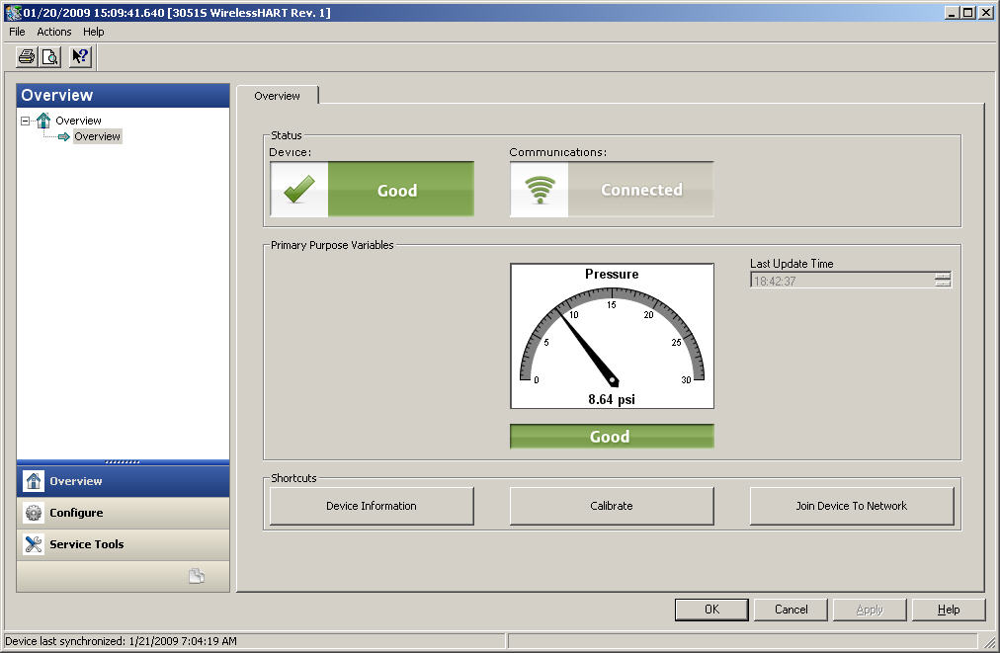 01/20/2009 15:09:41.640 [3051S WirelessHART Rev. 1]
File Actions Help
Overview
Overview
Overview
Overview
Configure
Service Tools
Overview
Status
Device:
Good
Communications:
Connected
Primary Purpose Variables
Pressure
0
5
10
15
20
25
30
8.64 psi
Good
Last Update Time
18:42:37
Shortcuts
Device Information
Calibrate
Join Device To Network
OK
Cancel
Apply
Help
Device last synchronized: 1/21/2009 7:04:19 AM